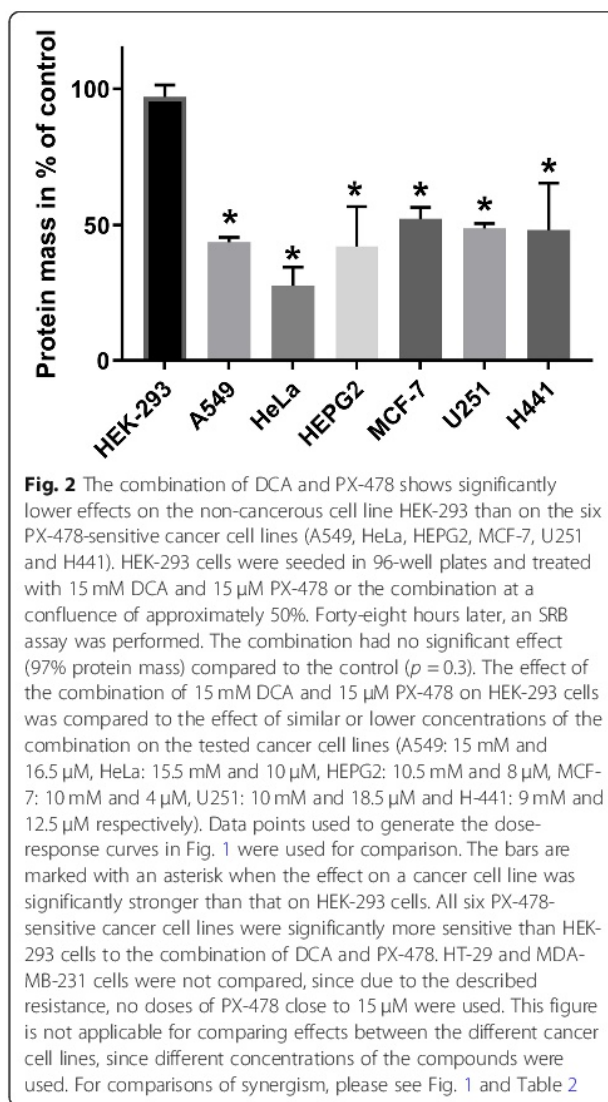 Protein mass in % of control
100
50
0
*
*
*
*
*
*
HEK-293
A549
HeLa
HEPG2
MCF-7
U251
H441
Fig. 2 The combination of DCA and PX-478 shows significantly
lower effects on the non-cancerous cell line HEK-293 than on the six
PX-478-sensitive cancer cell lines (A549, HeLa, HEPG2, MCF-7, U251
and H441). HEK-293 cells were seeded in 96-well plates and treated
with 15 mM DCA and 15 μM PX-478 or the combination at a
confluence of approximately 50%. Forty-eight hours later, an SRB
assay was performed. The combination had no significant effect
(97% protein mass) compared to the control (p = 0.3). The effect of
the combination of 15 mM DCA and 15 μM PX-478 on HEK-293 cells
was compared to the effect of similar or lower concentrations of the
combination on the tested cancer cell lines (A549: 15 mM and
16.5 μM, HeLa: 15.5 mM and 10 μM, HEPG2: 10.5 mM and 8 μM, MCF-
7: 10 mM and 4 μM, U251: 10 mM and 18.5 μM and H-441: 9 mM and
12.5 μM respectively). Data points used to generate the dose-
response curves in Fig. 1 were used for comparison. The bars are
marked with an asterisk when the effect on a cancer cell line was
significantly stronger than that on HEK-293 cells. All six PX-478-
sensitive cancer cell lines were significantly more sensitive than HEK-
293 cells to the combination of DCA and PX-478. HT-29 and MDA-
MB-231 cells were not compared, since due to the described
resistance, no doses of PX-478 close to 15 μM were used. This figure
is not applicable for comparing effects between the different cancer
cell lines, since different concentrations of the compounds were
used. For comparisons of synergism, please see Fig. 1 and Table 2